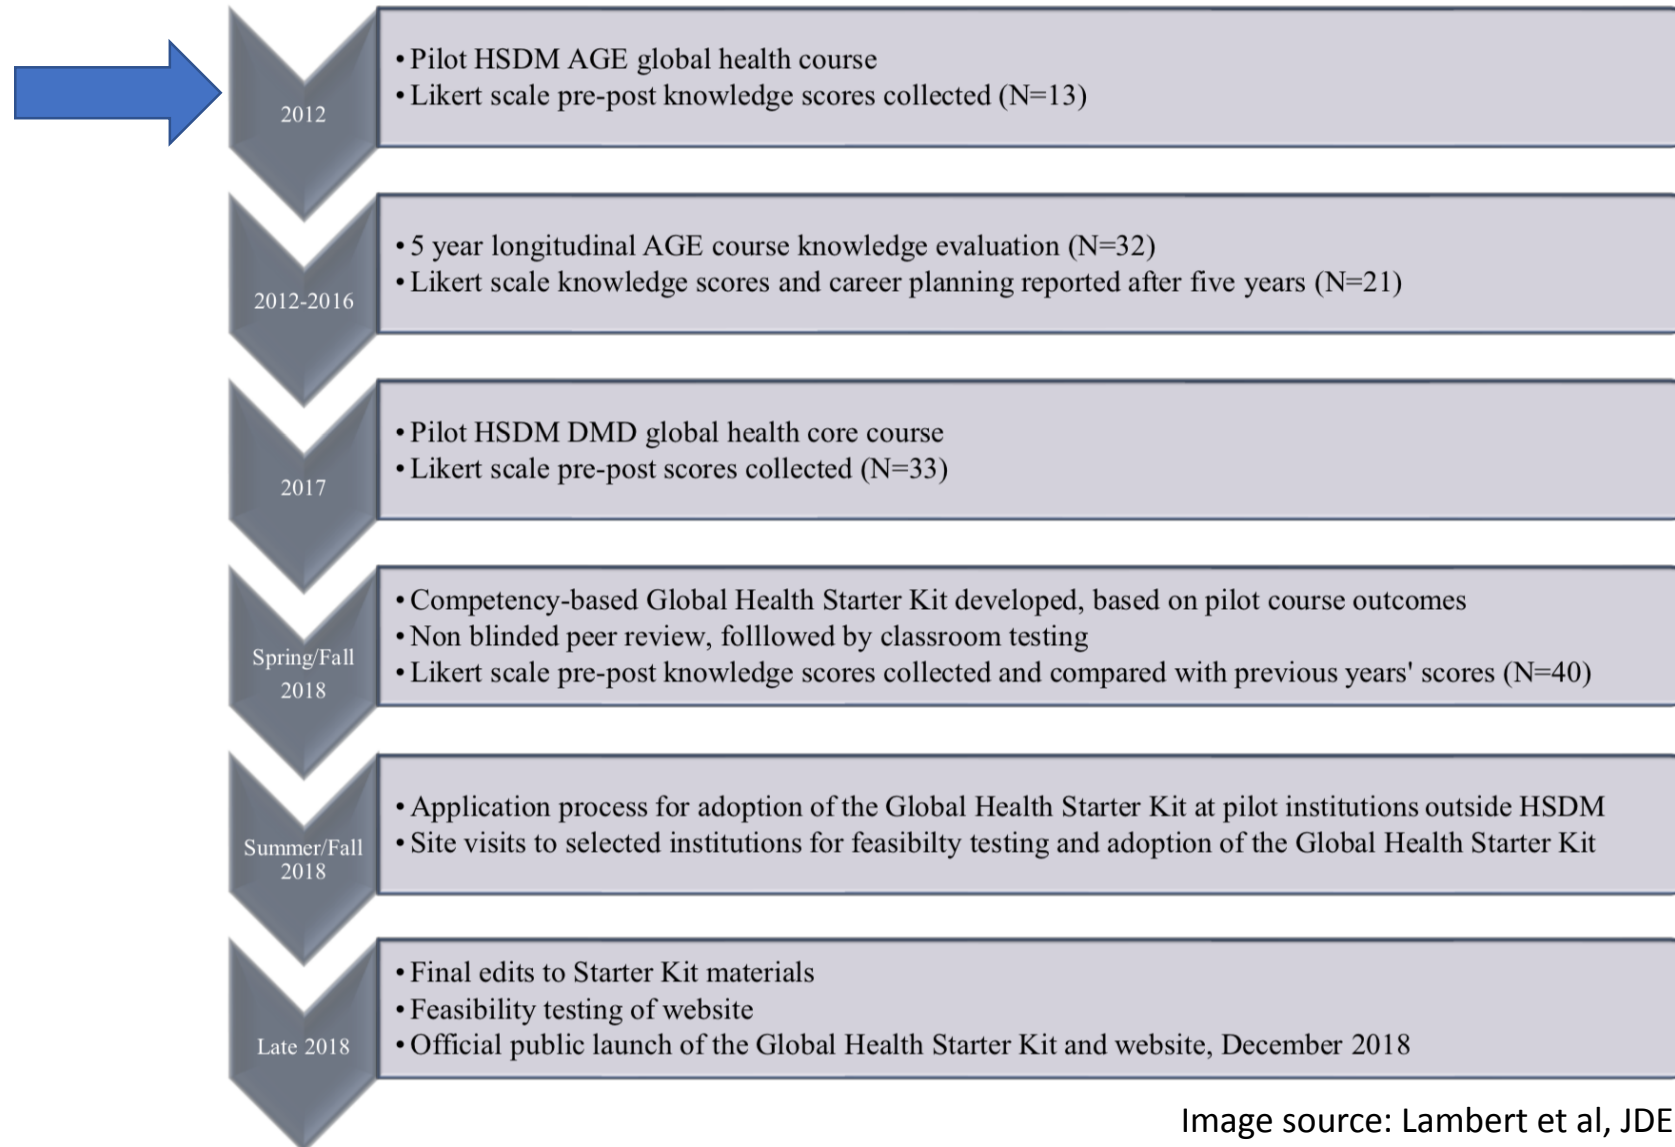 2012
• Pilot HSDM AGE global health course
• Likert scale pre-post knowledge scores collected (N=13)
2012-2016
• 5 year longitudinal AGE course knowledge evaluation (N=32)
• Likert scale knowledge scores and career planning reported after five years (N=21)
2017
• Pilot HSDM DMD global health core course
• Likert scale pre-post scores collected (N=33)
Spring/Fall
2018
• Competency-based Global Health Starter Kit developed, based on pilot course outcomes
• Non blinded peer review, folllowed by classroom testing
• Likert scale pre-post knowledge scores collected and compared with previous years' scores (N=40)
Summer/Fall
2018
• Application process for adoption of the Global Health Starter Kit at pilot institutions outside HSDM
• Site visits to selected institutions for feasibilty testing and adoption of the Global Health Starter Kit
Late 2018
• Final edits to Starter Kit materials
• Feasibility testing of website
• Official public launch of the Global Health Starter Kit and website, December 2018
Image source: Lambert et al, JDE